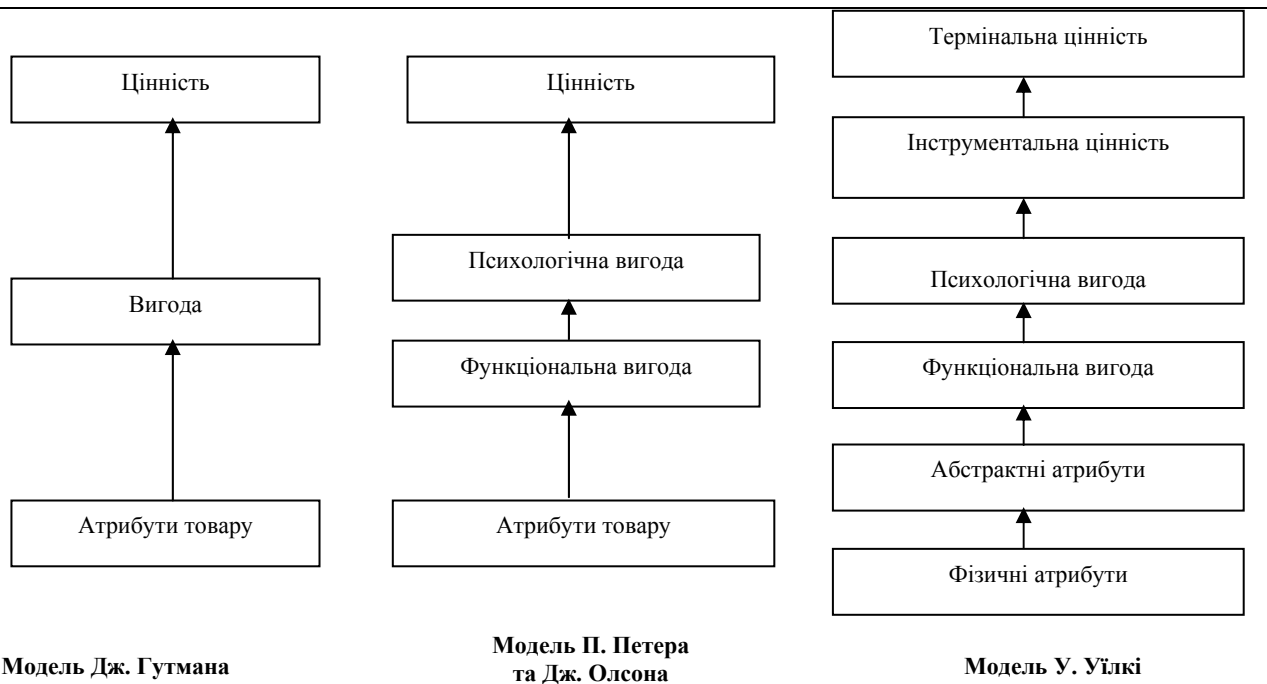 Цінність
Вигода
Атрибути товару
Модель Дж. Гутмана
Цінність
Психологічна вигода
Функціональна вигода
Атрибути товару
Модель П. Петера
та Дж. Олсона
Термінальна цінність
Інструментальна цінність
Психологічна вигода
Функціональна вигода
Абстрактні атрибути
Фізичні атрибути
Модель У. Уїлкі